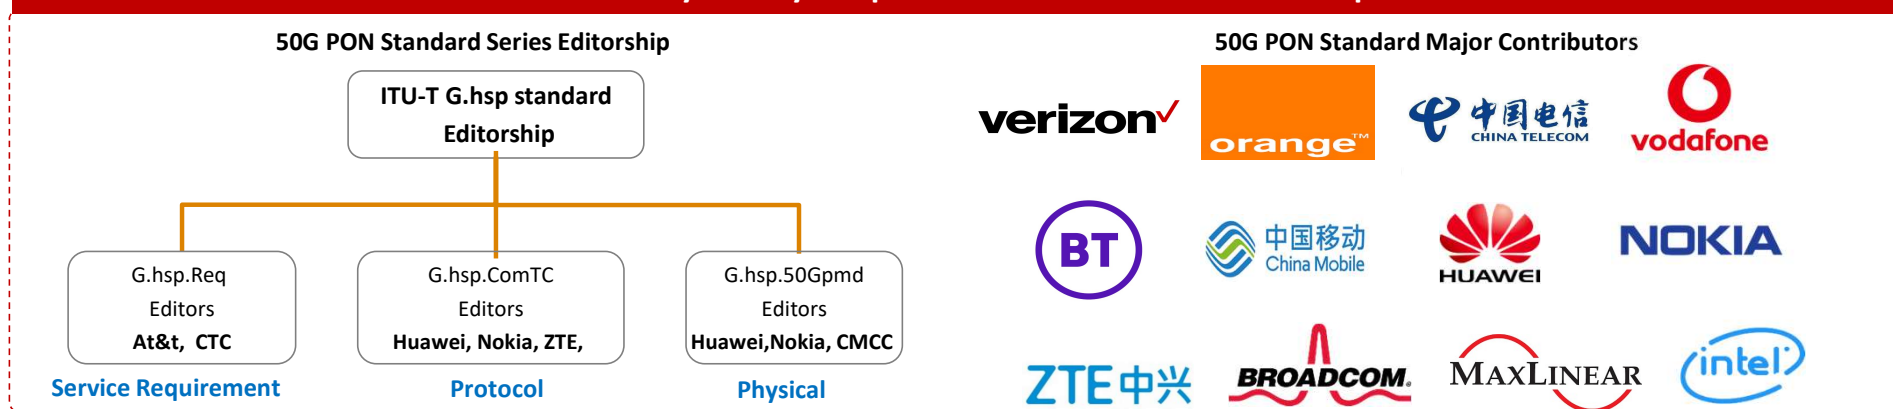 50G PON Standard Series Editorship
ITU-T G.hsp standard
Editorship
G.hsp.Req
Editors
At&t, CTC
Service Requirement
G.hsp.ComTC
Editors
Huawei, Nokia, ZTE,
Protocol
G.hsp.50Gpmd
Editors
Huawei,Nokia, CMCC
Physical
50G PON Standard Major Contributors
verizon✓
orange™
中国电信
CHINA TELECOM
vodafone
BT
中国移动
China Mobile
HUAWEI
NOKIA
ZTE中兴
BROADCOM.
MAXLINEAR
intel